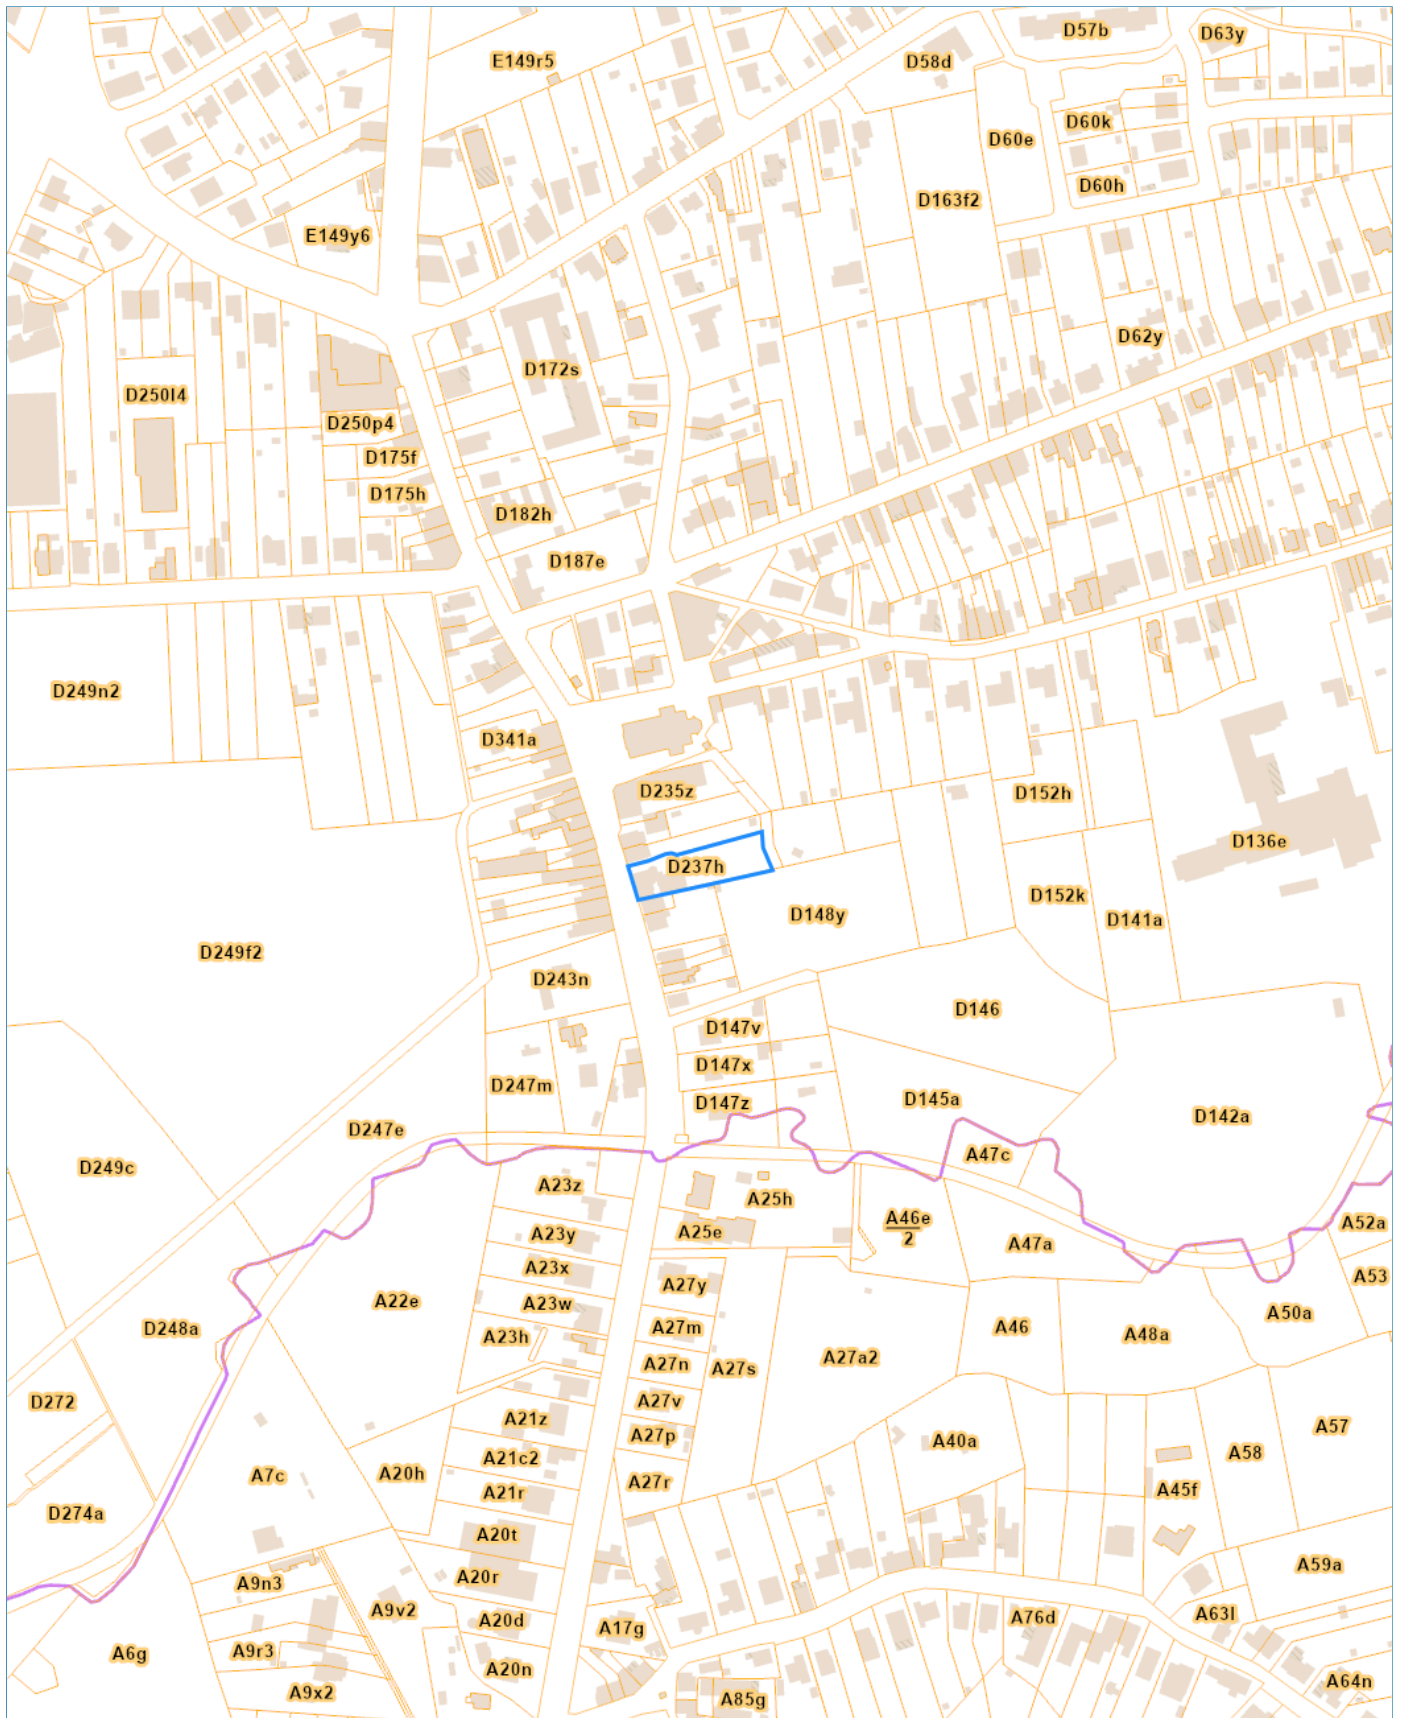 D57b
D63y
E149r5
D58d
D60k
D60e
D60h
D163f2
E149y6
D62y
D172s
D250l4
D250p4
D175f
D175h
D182h
D187e
D249n2
D341a
D235z
D152h
D136e
D237h
D152k
D148y
D141a
D249f2
D243n
D146
D147v
D147x
D247m
D145a
D147z
D142a
D247e
A47c
D249c
A23z
A25h
A46e
2
A52a
A25e
A23y
A47a
A23x
A53
A27y
A22e
A23w
A50a
D248a
A27m
A46
A48a
A23h
A27a2
A27n
A27s
D272
A27v
A21z
A57
A27p
A40a
A58
A21c2
A7c
A20h
A27r
A45f
A21r
D274a
A20t
A59a
A20r
A9n3
A9v2
A63l
A76d
A20d
A17g
A9r3
A6g
A20n
A64n
A9x2
A85g